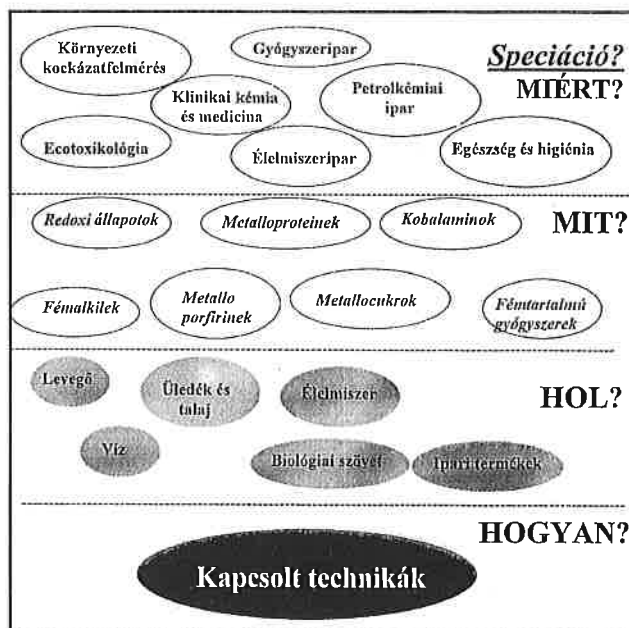 Speciáció?
MIÉRT?
Környezeti
kockázatfelmérés
Gyógyszeripar
Klinikai kémia
és medicina
Petrolkémiai
ipar
Ecotoxikológia
Élelmiszeripar
Egészség és higiénia
MIT?
Redoxi állapotok
Metalloproteinek
Kobalaminok
Fémalkilek
Metallo
porfirinek
Metallocukrok
Fémtartalmú
gyógyszerek
HOL?
Levegő
Üledék és
talaj
Élelmiszer
Víz
Biológiai szövet
Ipari termékek
HOGYAN?
Kapcsolt technikák